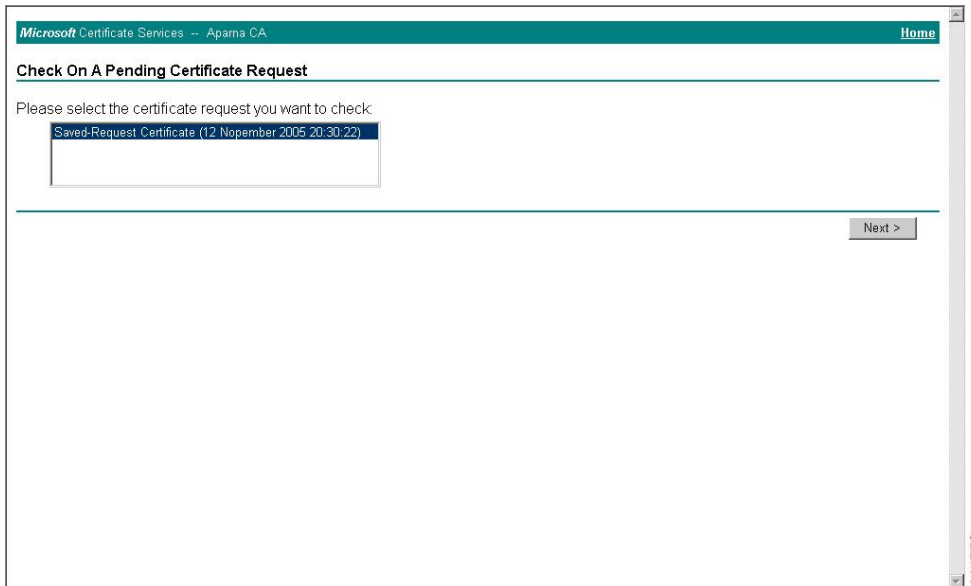 Microsoft Certificate Services -- Aparna CA Home
Check On A Pending Certificate Request
Please select the certificate request you want to check:
Saved-Request Certificate (12 Nopember 2005 20:30:22)
Next >